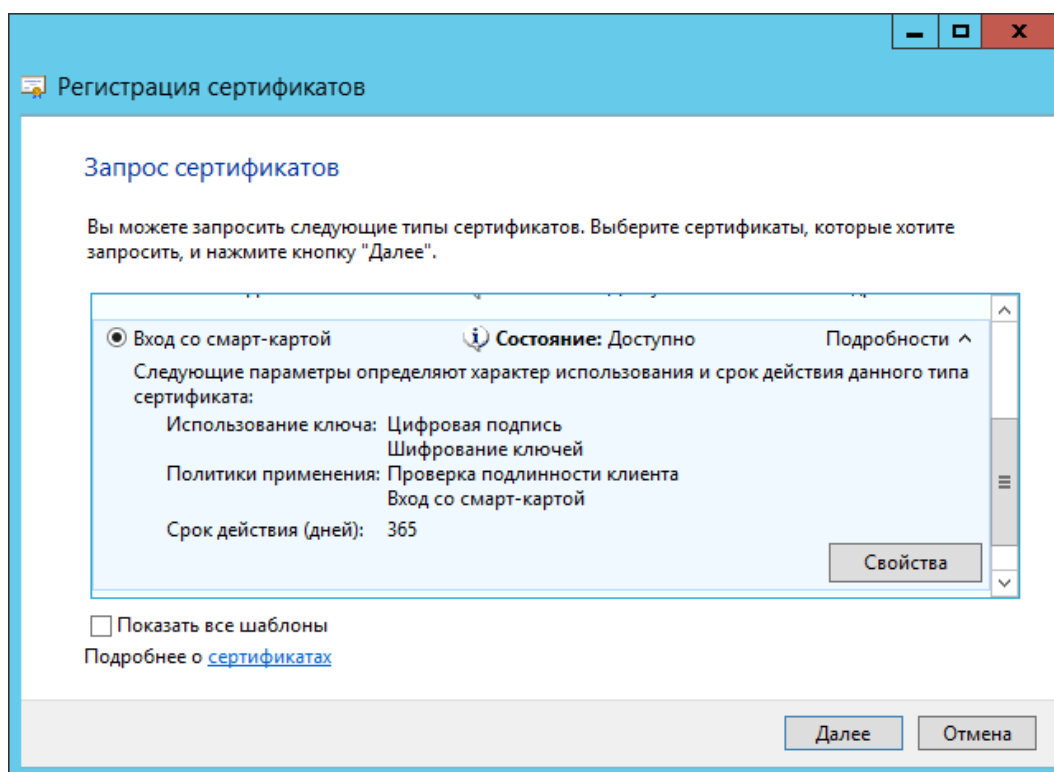 Регистрация сертификатов
Запрос сертификатов
Вы можете запросить следующие типы сертификатов. Выберите сертификаты, которые хотите
запросить, и нажмите кнопку "Далее".
Вход со смарт-картой Состояние: Доступно Подробности
Следующие параметры определяют характер использования и срок действия данного типа
сертификата:
Использование ключа: Цифровая подпись
Шифрование ключей
Политики применения: Проверка подлинности клиента
Вход со смарт-картой
Срок действия (дней): 365
Свойства
Показать все шаблоны
Подробнее о сертификатах
Далее Отмена